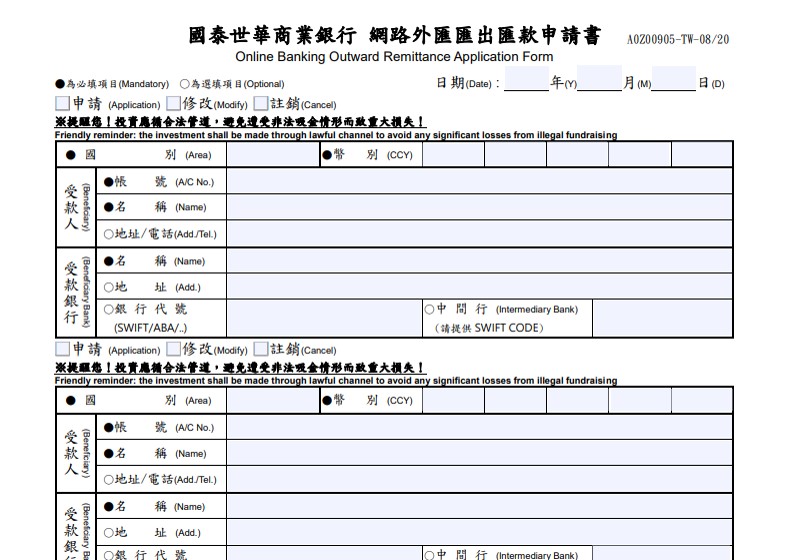 國泰世華商業銀行 網路外匯匯出匯款申請書 A0Z00905-TW-08/20
Online Banking Outward Remittance Application Form
●為必填項目(Mandatory) ○為選填項目(Optional) 日期(Date)： 年(Y) 月(M) 日(D)
申請 (Application) 修改(Modify) 註銷(Cancel)
※提醒您！投資應循合法管道，避免遭受非法吸金情形而致重大損失！
Friendly reminder: the investment shall be made through lawful channel to avoid any significant losses from illegal fundraising
● 國 別 (Area) ●幣 別 (CCY)
受款人 (Beneficiary)
●帳 號 (A/C No.)
●名 稱 (Name)
○地址/電話(Add./Tel.)
受款銀行 (Beneficiary Bank)
●名 稱 (Name)
○地 址 (Add.)
○銀 行 代 號 ○中 間 行 (Intermediary Bank)
(SWIFT/ABA/..) （請提供 SWIFT CODE）
申請 (Application) 修改(Modify) 註銷(Cancel)
※提醒您！投資應循合法管道，避免遭受非法吸金情形而致重大損失！
Friendly reminder: the investment shall be made through lawful channel to avoid any significant losses from illegal fundraising
● 國 別 (Area) ●幣 別 (CCY)
受款人 (Beneficiary)
●帳 號 (A/C No.)
●名 稱 (Name)
○地址/電話(Add./Tel.)
受款銀 (Beneficiary Ba
●名 稱 (Name)
○地 址 (Add.)
○銀 行 代 號 ○中 間 行 (Intermediary Bank)